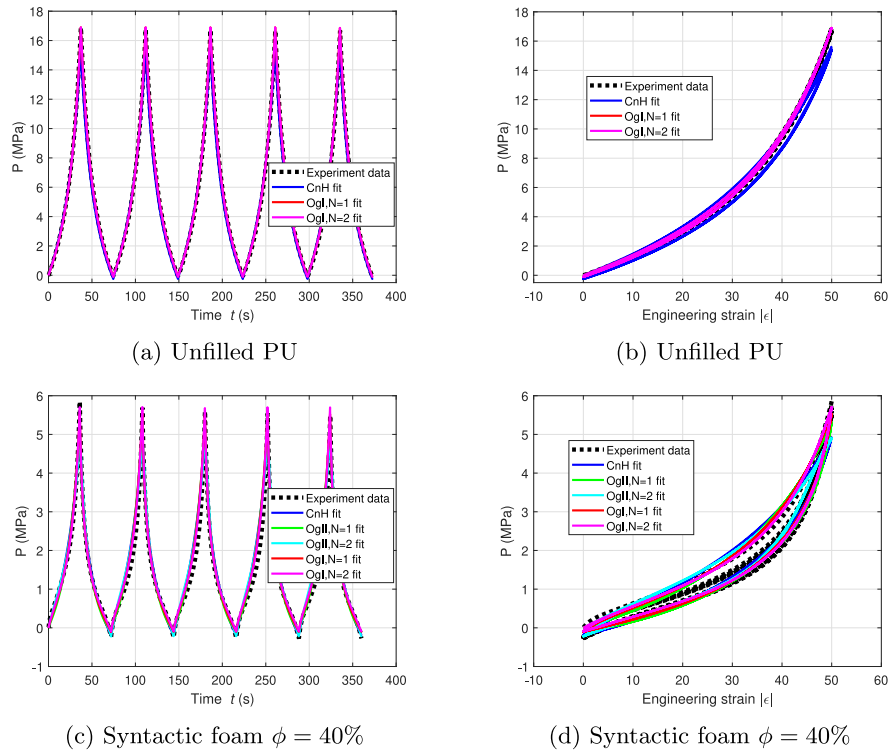 18
16
14
12
10
8
6
4
2
0
P (MPa)
0 50 100 150 200 250 300 350 400
Time t (s)
Experiment data
CnH fit
OgI,N=1 fit
OgI,N=2 fit
(a) Unfilled PU
18
16
14
12
10
8
6
4
2
0
P (MPa)
-10 0 10 20 30 40 50 60
Engineering strain |ϵ|
Experiment data
CnH fit
OgI,N=1 fit
OgI,N=2 fit
(b) Unfilled PU
6
5
4
3
2
1
0
-1
P (MPa)
0 50 100 150 200 250 300 350 400
Time t (s)
Experiment data
CnH fit
OgII,N=1 fit
OgII,N=2 fit
OgI,N=1 fit
OgI,N=2 fit
(c) Syntactic foam ϕ = 40%
6
5
4
3
2
1
0
-1
P (MPa)
-10 0 10 20 30 40 50 60
Engineering strain |ϵ|
Experiment data
CnH fit
OgII,N=1 fit
OgII,N=2 fit
OgI,N=1 fit
OgI,N=2 fit
(d) Syntactic foam ϕ = 40%